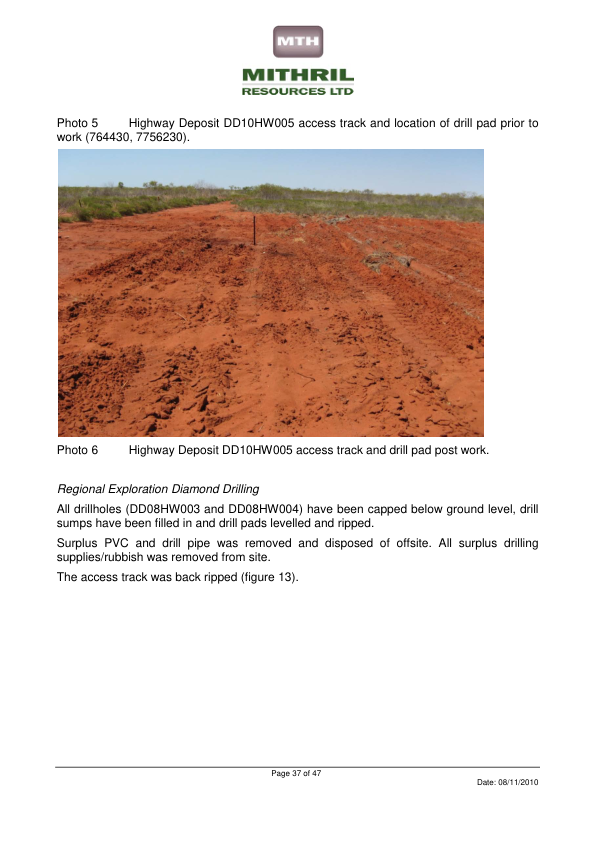 MTH
MITHRIL
RESOURCES LTD
Photo 5 Highway Deposit DD10HW005 access track and location of drill pad prior to
work (764430, 7756230).
Photo 6 Highway Deposit DD10HW005 access track and drill pad post work.
Regional Exploration Diamond Drilling
All drillholes (DD08HW003 and DD08HW004) have been capped below ground level, drill
sumps have been filled in and drill pads levelled and ripped.
Surplus PVC and drill pipe was removed and disposed of offsite. All surplus drilling
supplies/rubbish was removed from site.
The access track was back ripped (figure 13).
Page 37 of 47
Date: 08/11/2010